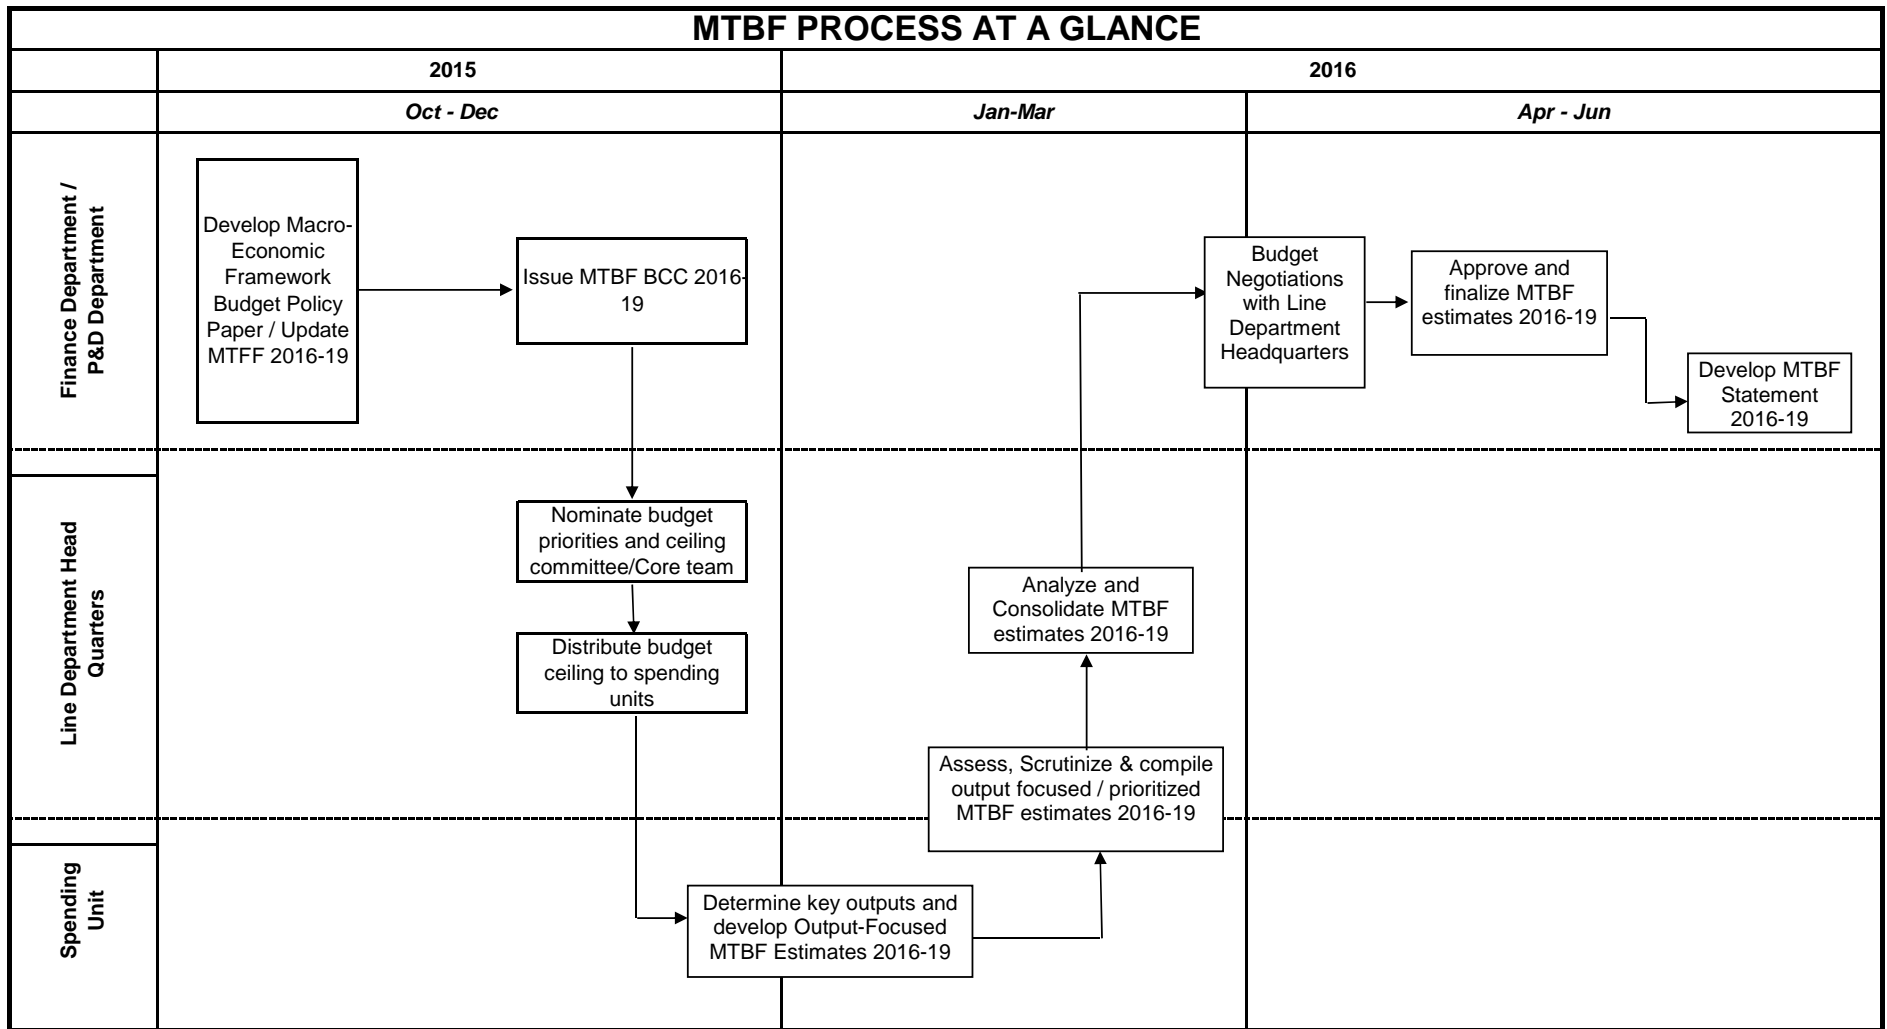 MTBF PROCESS AT A GLANCE
2015
2016
Oct - Dec
Jan-Mar
Apr - Jun
Finance Department /
P&D Department
Develop Macro-
Economic
Framework
Budget Policy
Paper / Update
MTFF 2016-19
Issue MTBF BCC 2016-
19
Budget
Negotiations
with Line
Department
Headquarters
Approve and
finalize MTBF
estimates 2016-19
Develop MTBF
Statement
2016-19
Line Department Head
Quarters
Nominate budget
priorities and ceiling
committee/Core team
Distribute budget
ceiling to spending
units
Analyze and
Consolidate MTBF
estimates 2016-19
Assess, Scrutinize & compile
output focused / prioritized
MTBF estimates 2016-19
Spending
Unit
Determine key outputs and
develop Output-Focused
MTBF Estimates 2016-19